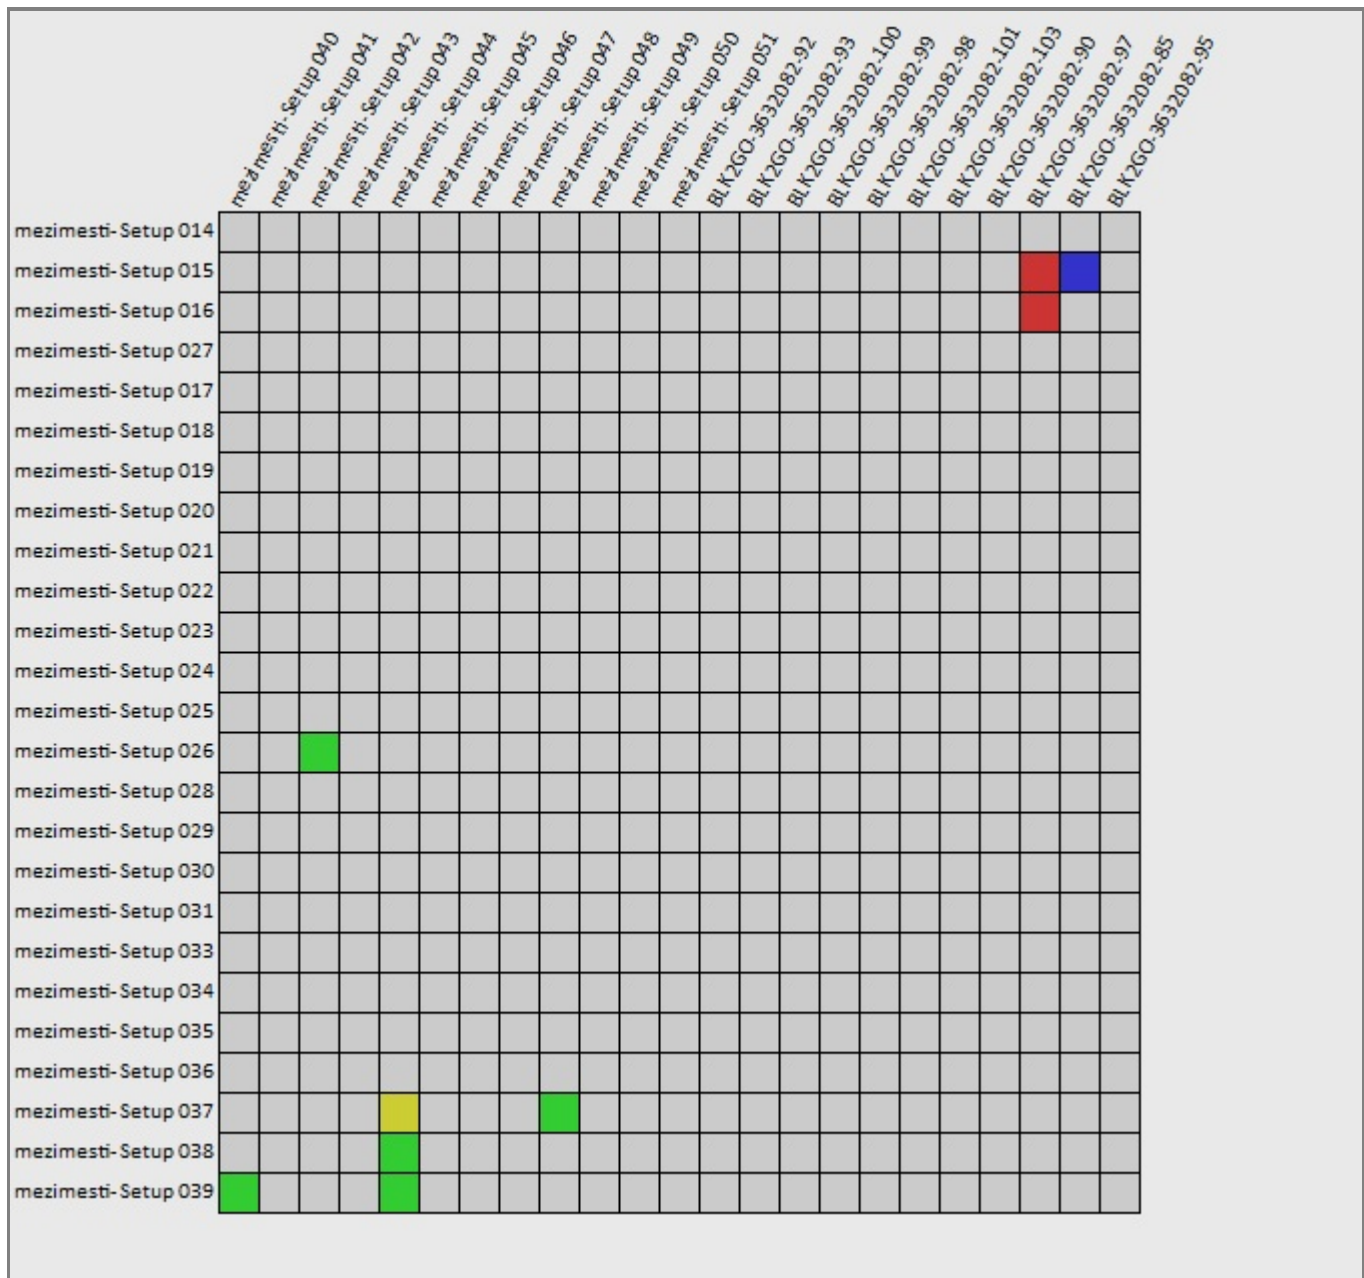 mezimesti- Setup 040
mezimesti- Setup 041
mezimesti- Setup 042
mezimesti- Setup 043
mezimesti- Setup 044
mezimesti- Setup 045
mezimesti- Setup 046
mezimesti- Setup 047
mezimesti- Setup 048
mezimesti- Setup 049
mezimesti- Setup 050
mezimesti- Setup 051
BLK2GO-3632082-92
BLK2GO-3632082-93
BLK2GO-3632082-100
BLK2GO-3632082-99
BLK2GO-3632082-98
BLK2GO-3632082-101
BLK2GO-3632082-103
BLK2GO-3632082-90
BLK2GO-3632082-97
BLK2GO-3632082-85
BLK2GO-3632082-95
mezimesti- Setup 014
mezimesti- Setup 015
mezimesti- Setup 016
mezimesti- Setup 027
mezimesti- Setup 017
mezimesti- Setup 018
mezimesti- Setup 019
mezimesti- Setup 020
mezimesti- Setup 021
mezimesti- Setup 022
mezimesti- Setup 023
mezimesti- Setup 024
mezimesti- Setup 025
mezimesti- Setup 026
mezimesti- Setup 028
mezimesti- Setup 029
mezimesti- Setup 030
mezimesti- Setup 031
mezimesti- Setup 033
mezimesti- Setup 034
mezimesti- Setup 035
mezimesti- Setup 036
mezimesti- Setup 037
mezimesti- Setup 038
mezimesti- Setup 039